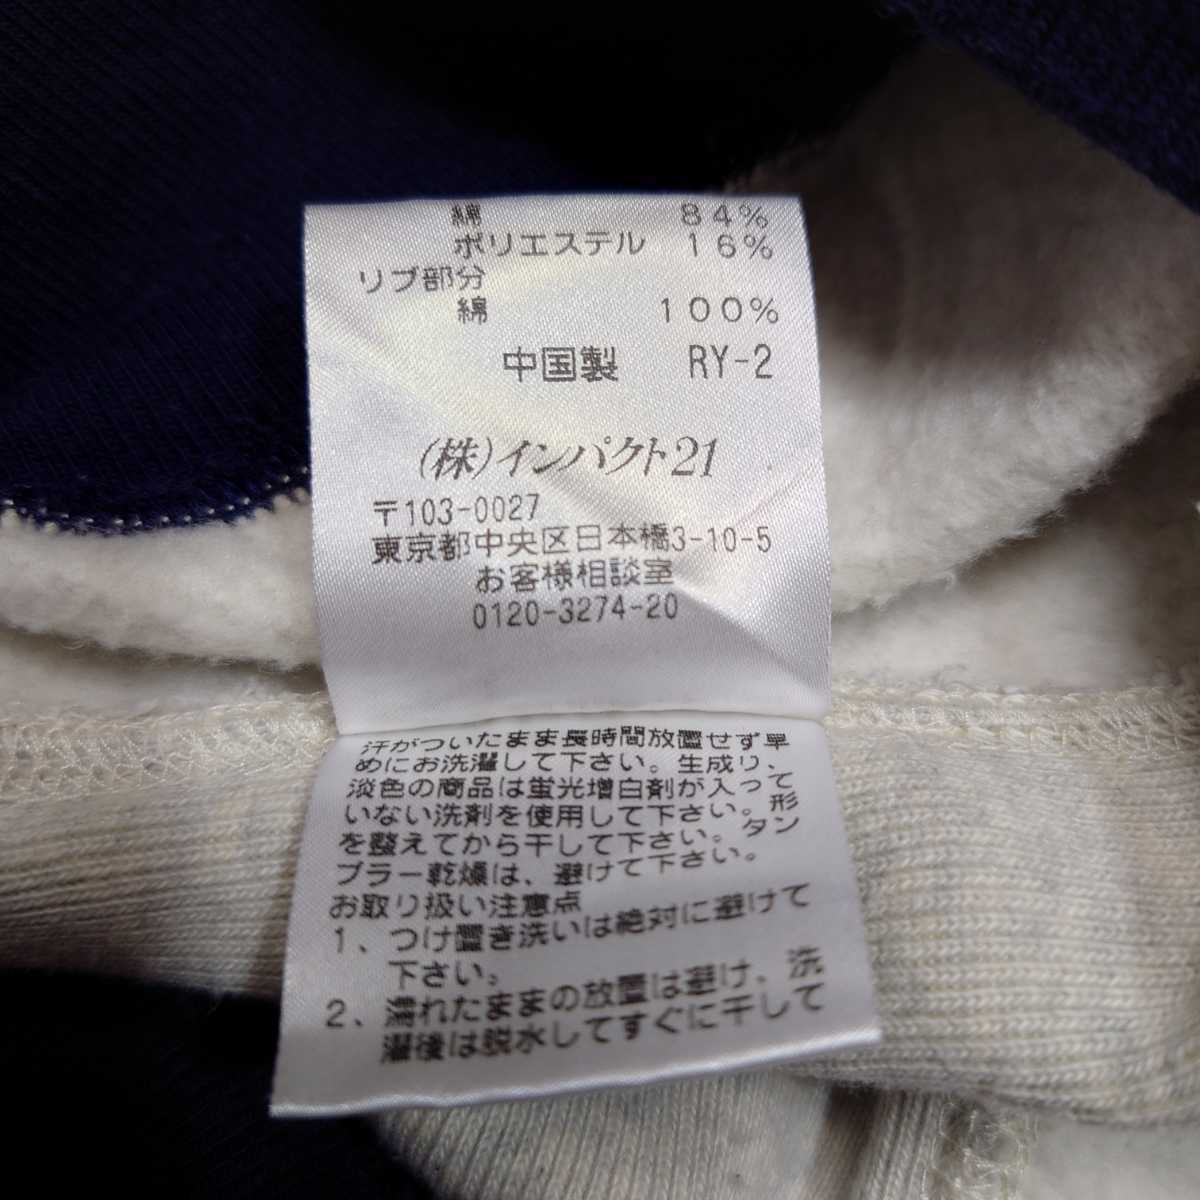 綿 84%
ポリエステル 16%
リブ部分
綿 100%
中国製 RY-2
(株)インパクト21
〒103-0027
東京都中央区日本橋3-10-5
お客様相談室
0120-3274-20
汗がついたまま長時間放置せず早
めにお洗濯して下さい。生成り、
淡色の商品は蛍光増白剤が入って
いない洗剤を使用して下さい。形
を整えてから干して下さい。タン
ブラー乾燥は、避けて下さい。
お取り扱い注意点
1、つけ置き洗いは絶対に避けて
下さい。
2、濡れたままの放置は避け、洗
濯後は脱水してすぐに干して